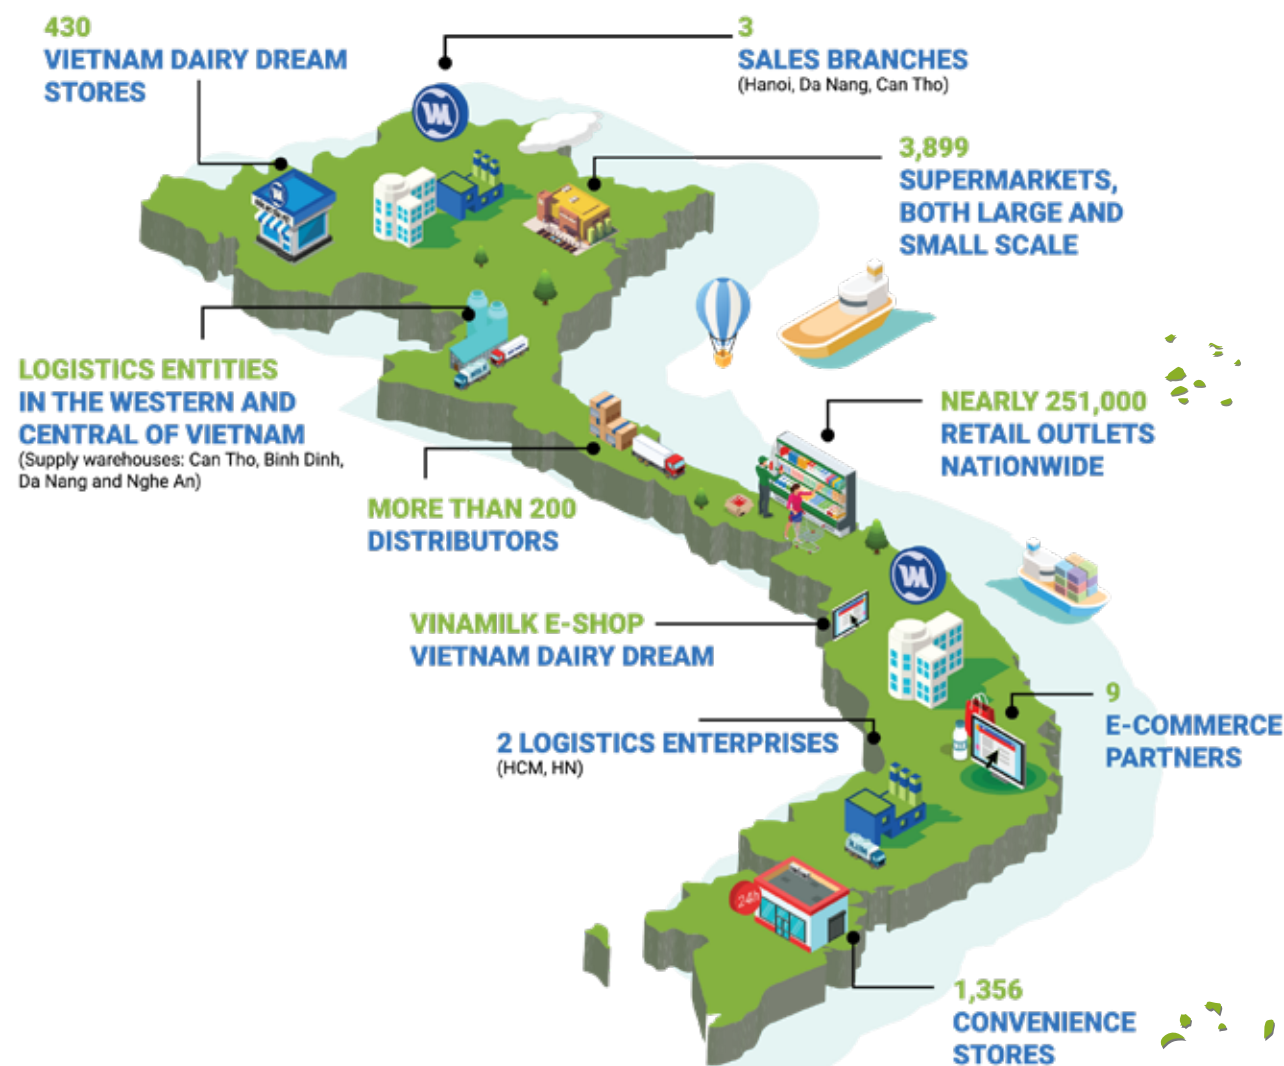 430
VIETNAM DAIRY DREAM
STORES
3
SALES BRANCHES
(Hanoi, Da Nang, Can Tho)
3,899
SUPERMARKETS,
BOTH LARGE AND
SMALL SCALE
LOGISTICS ENTITIES
IN THE WESTERN AND
CENTRAL OF VIETNAM
(Supply warehouses: Can Tho, Binh Dinh,
Da Nang and Nghe An)
NEARLY 251,000
RETAIL OUTLETS
NATIONWIDE
MORE THAN 200
DISTRIBUTORS
VINAMILK E-SHOP
VIETNAM DAIRY DREAM
9
E-COMMERCE
PARTNERS
2 LOGISTICS ENTERPRISES
(HCM, HN)
24h
1,356
CONVENIENCE
STORES